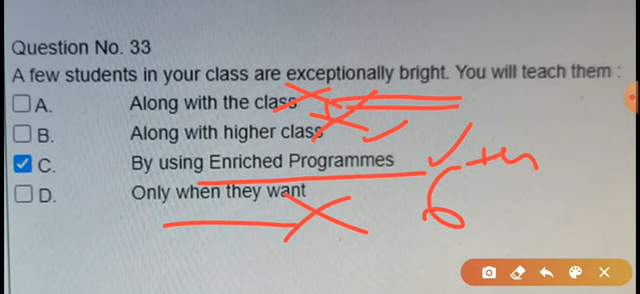 Question No. 33
A few students in your class are exceptionally bright. You will teach them :
A. Along with the class
B. Along with higher class
C. By using Enriched Programmes
D. Only when they want
6th